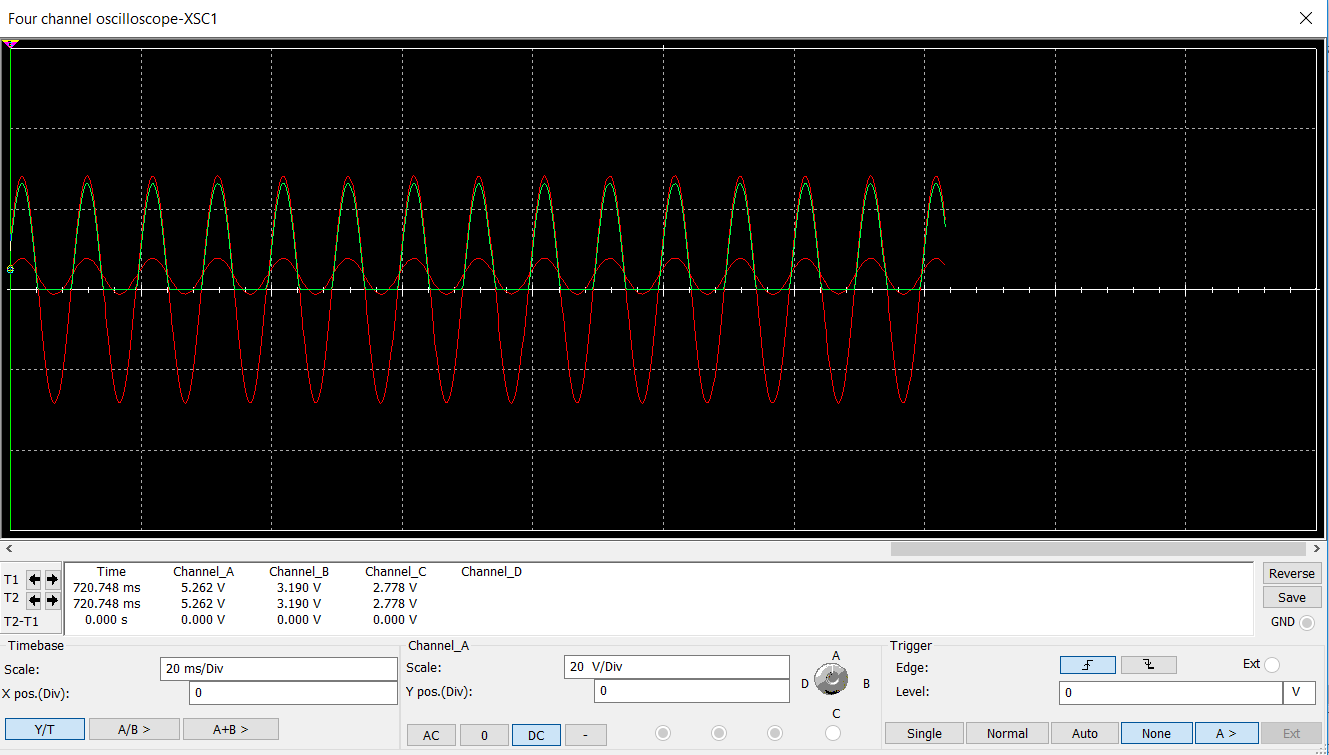 Four channel oscilloscope-XSC1
Time Channel_A Channel_B Channel_C Channel_D
T1 720.748 ms 5.262 V 3.190 V 2.778 V
T2 720.748 ms 5.262 V 3.190 V 2.778 V
T2-T1 0.000 s 0.000 V 0.000 V 0.000 V
Reverse
Save
GND
Timebase
Scale: 20 ms/Div
X pos.(Div): 0
Y/T A/B > A+B >
Channel_A
Scale: 20 V/Div
Y pos.(Div): 0
AC 0 DC -
A
D B
C
Trigger
Edge: Ext
Level: 0 V
Single Normal Auto None A > Ext